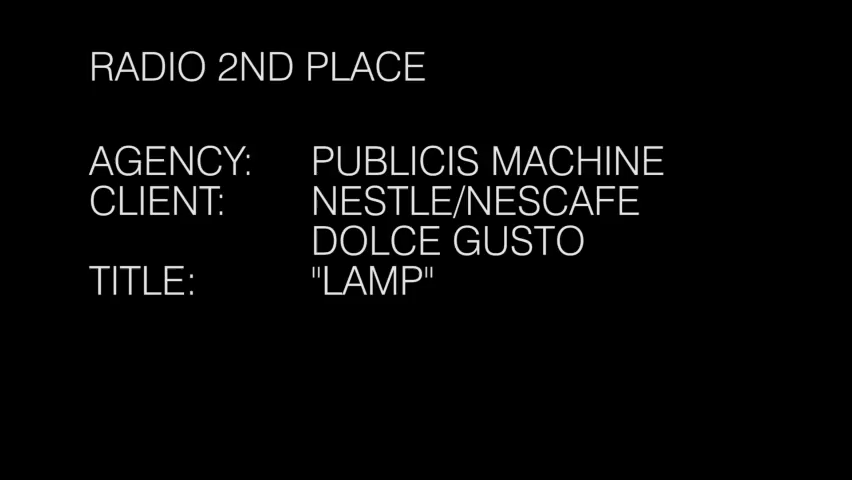 RADIO 2ND PLACE
AGENCY: PUBLICIS MACHINE
CLIENT: NESTLE/NESCAFE
DOLCE GUSTO
TITLE: "LAMP"